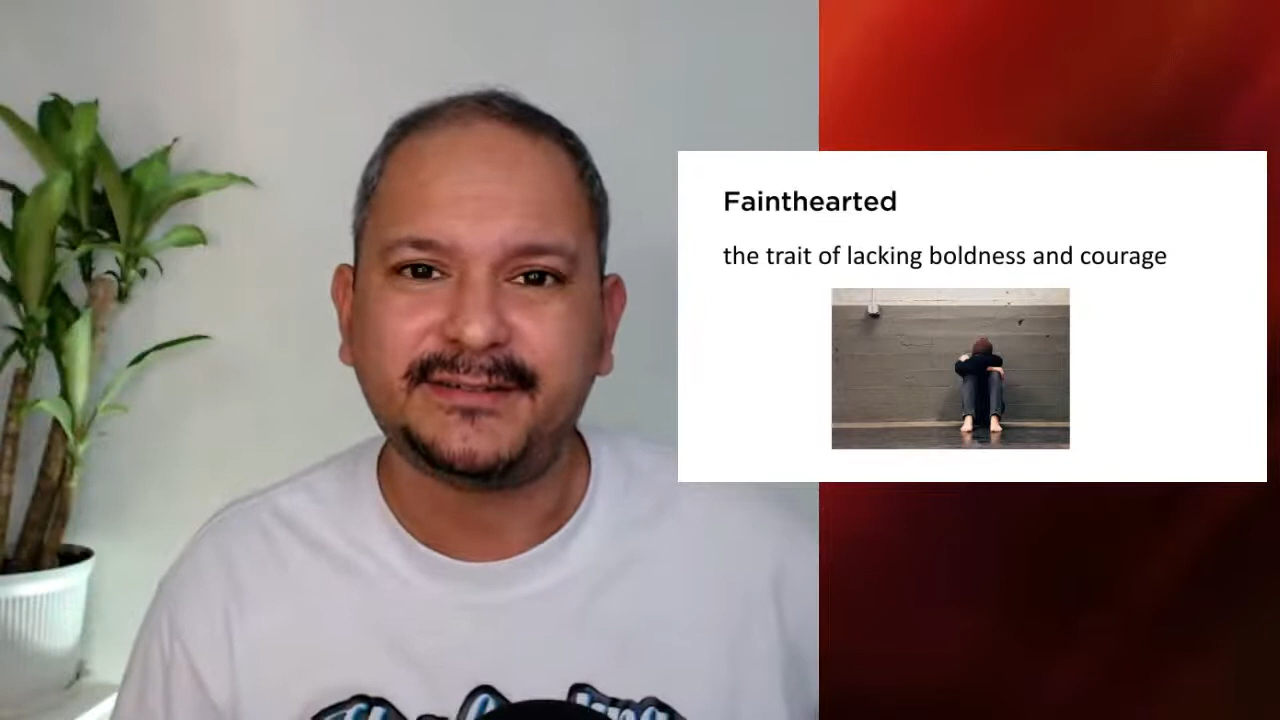 Fainthearted
the trait of lacking boldness and courage